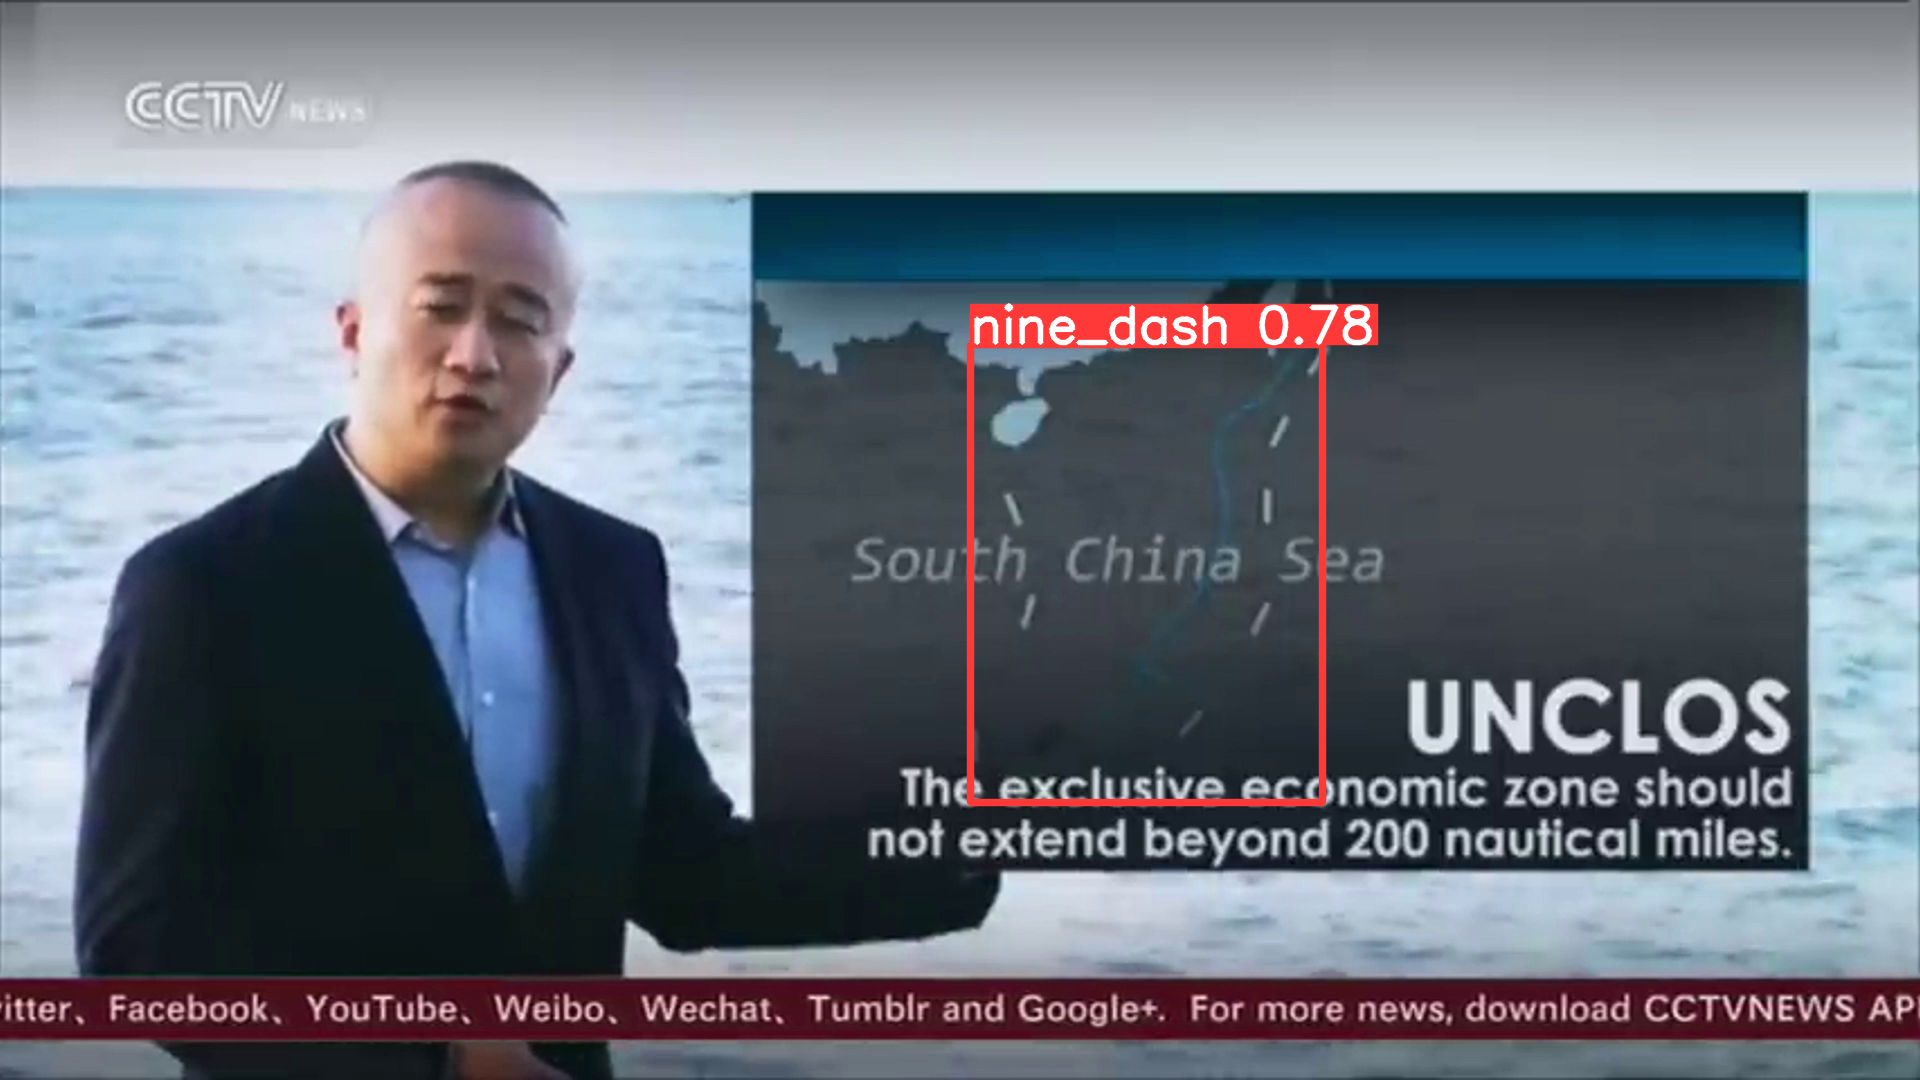 CCTV NEWS
nine_dash 0.78
South China Sea
UNCLOS
The exclusive economic zone should
not extend beyond 200 nautical miles.
itter、Facebook、YouTube、Weibo、Wechat、Tumblr and Google+. For more news, download CCTVNEWS AP